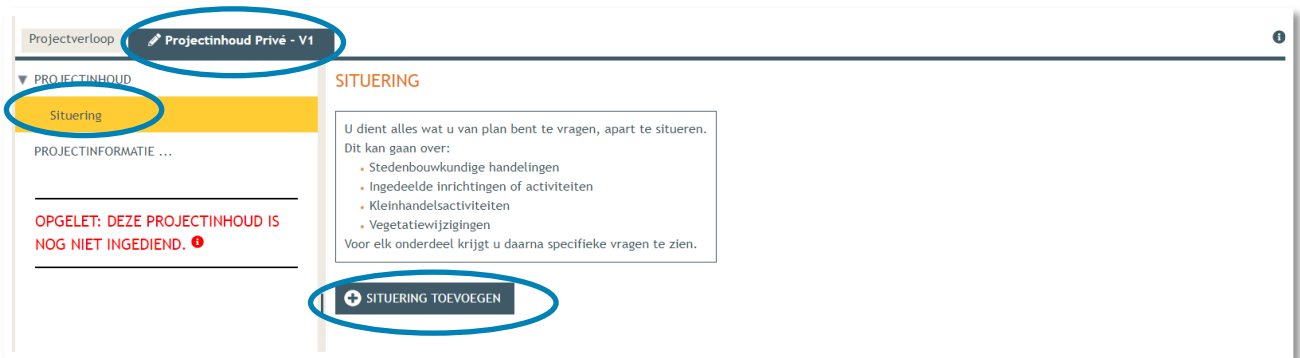 Projectverloop
Projectinhoud Privé - V1
PROJECTINHOUD
Situering
PROJECTINFORMATIE ...
OPGELET: DEZE PROJECTINHOUD IS
NOG NIET INGEDIEND.
SITUERING
U dient alles wat u van plan bent te vragen, apart te situeren.
Dit kan gaan over:
• Stedenbouwkundige handelingen
• Ingedeelde inrichtingen of activiteiten
• Kleinhandelsactiviteiten
• Vegetatiewijzigingen
Voor elk onderdeel krijgt u daarna specifieke vragen te zien.
SITUERING TOEVOEGEN